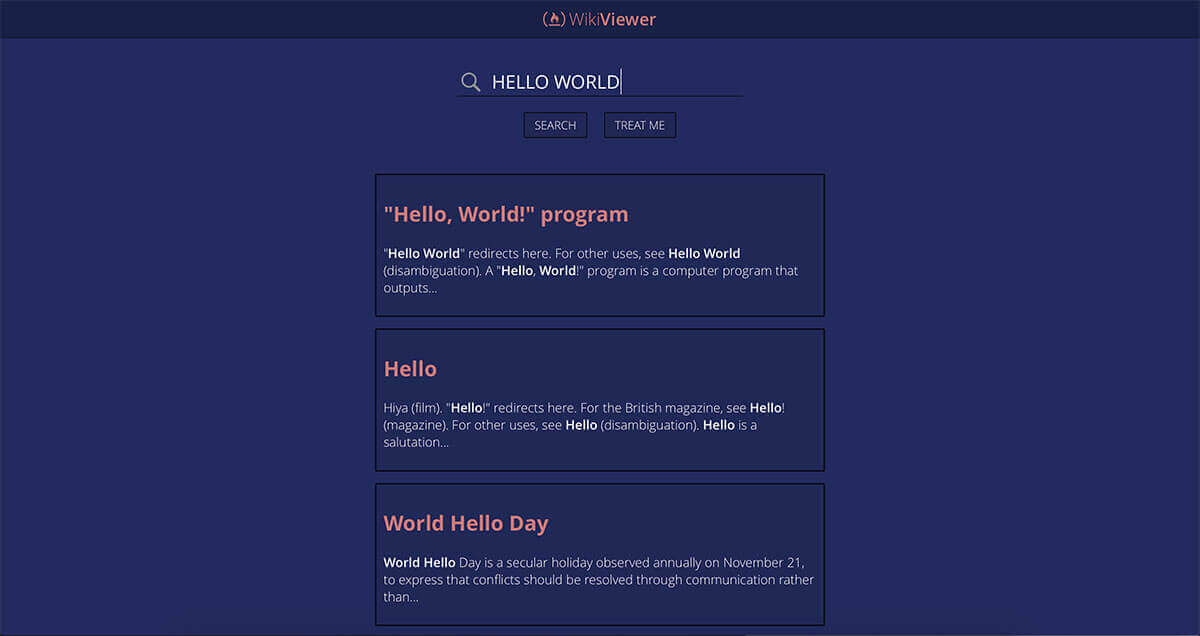 WikiViewer
HELLO WORLD
SEARCH TREAT ME
"Hello, World!" program
"Hello World" redirects here. For other uses, see Hello World
(disambiguation). A "Hello, World!" program is a computer program that
outputs...
Hello
Hiya (film). "Hello!" redirects here. For the British magazine, see Hello!
(magazine). For other uses, see Hello (disambiguation). Hello is a
salutation...
World Hello Day
World Hello Day is a secular holiday observed annually on November 21,
to express that conflicts should be resolved through communication rather
than...